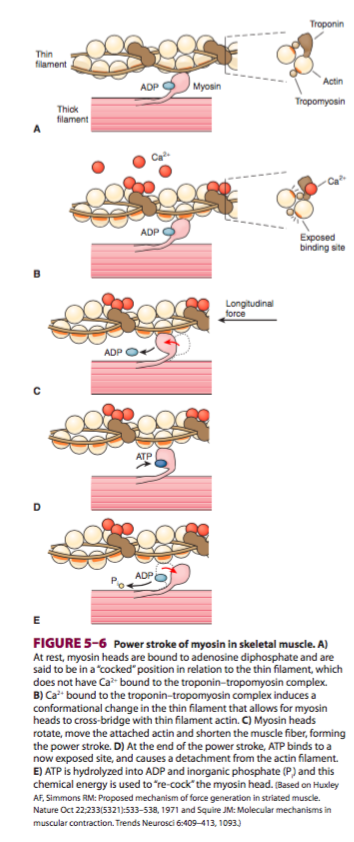 Troponin
Thin
filament
ADP
Myosin
Actin
Tropomyosin
Thick
filament
A
Ca2+
Ca2+
ADP
Exposed
binding site
B
Longitudinal
force
ADP
C
ATP
D
Pi
ADP
E
FIGURE 5–6 Power stroke of myosin in skeletal muscle. A)
At rest, myosin heads are bound to adenosine diphosphate and are
said to be in a "cocked" position in relation to the thin filament, which
does not have Ca2+ bound to the troponin–tropomyosin complex.
B) Ca2+ bound to the troponin–tropomyosin complex induces a
conformational change in the thin filament that allows for myosin
heads to cross-bridge with thin filament actin. C) Myosin heads
rotate, move the attached actin and shorten the muscle fiber, forming
the power stroke. D) At the end of the power stroke, ATP binds to a
now exposed site, and causes a detachment from the actin filament.
E) ATP is hydrolyzed into ADP and inorganic phosphate (Pi) and this
chemical energy is used to "re-cock" the myosin head. (Based on Huxley
AF, Simmons RM: Proposed mechanism of force generation in striated muscle.
Nature Oct 22;233(5321):533–538, 1971 and Squire JM: Molecular mechanisms in
muscular contraction. Trends Neurosci 6:409–413, 1093.)